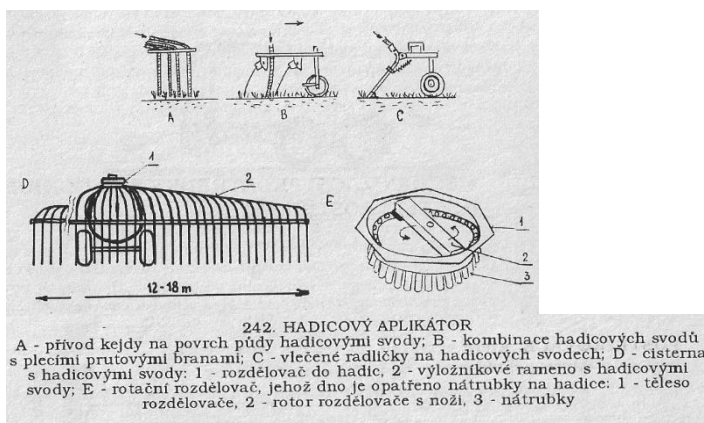 A
B
C
D
1
2
E
1
2
3
12-18 m
242. HADICOVÝ APLIKÁTOR
A - přívod kejdy na povrch půdy hadicovými svody; B - kombinace hadicových svodů
s plecími prutovými branami; C - vlečené radličky na hadicových svodech; D - cisterna
s hadicovými svody: 1 - rozdělovač do hadic, 2 - výložníkové rameno s hadicovými
svody; E - rotační rozdělovač, jehož dno je opatřeno nátrubky na hadice: 1 - těleso
rozdělovače, 2 - rotor rozdělovače s noži, 3 - nátrubky